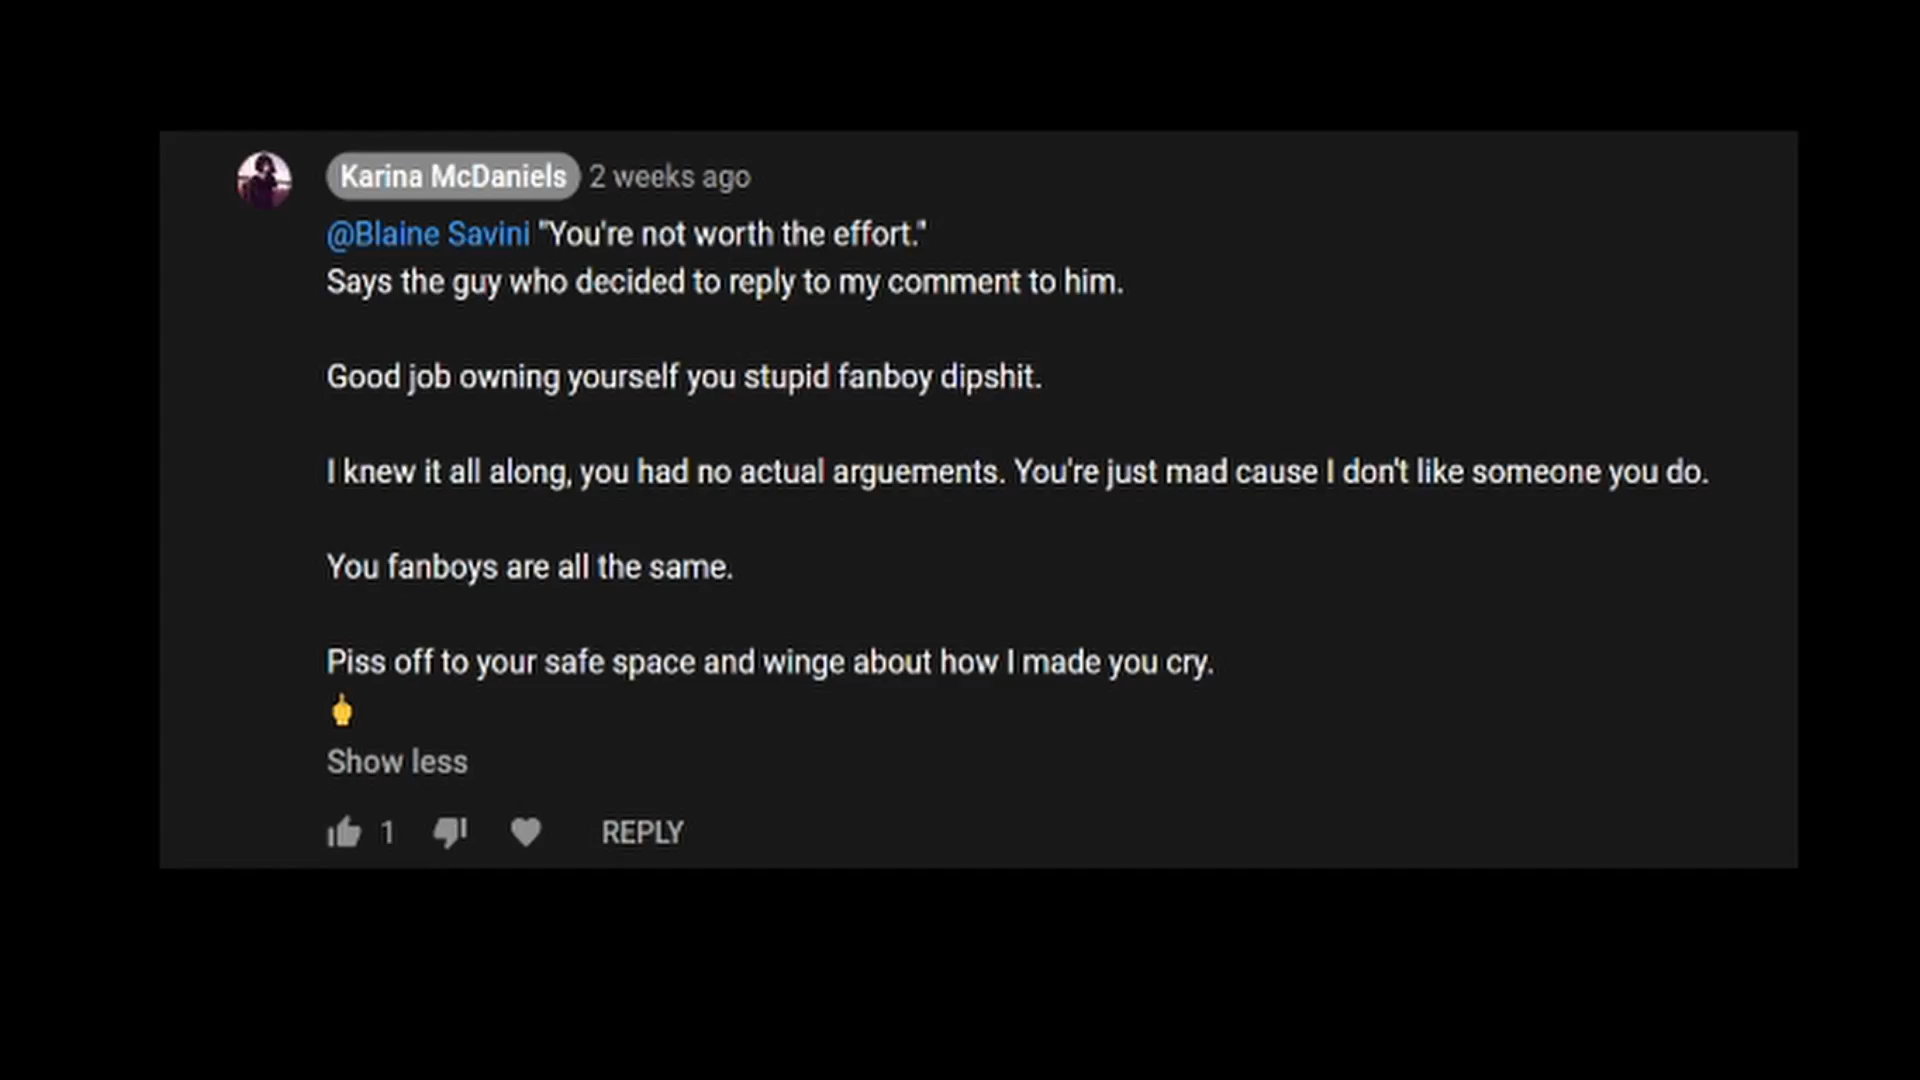 Karina McDaniels 2 weeks ago
@Blaine Savini "You're not worth the effort."
Says the guy who decided to reply to my comment to him.
Good job owning yourself you stupid fanboy dipshit.
I knew it all along, you had no actual arguements. You're just mad cause I don't like someone you do.
You fanboys are all the same.
Piss off to your safe space and winge about how I made you cry.
🖕
Show less
1 REPLY